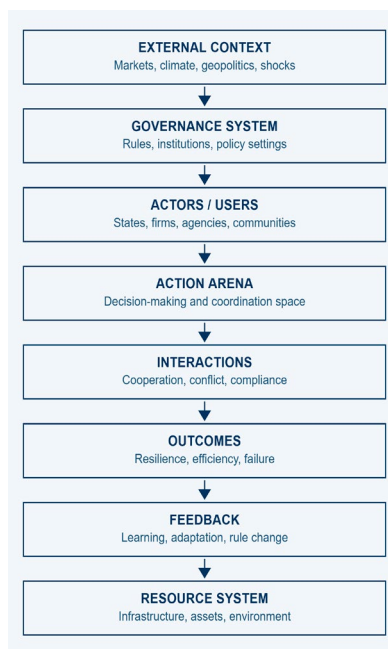 EXTERNAL CONTEXT
Markets, climate, geopolitics, shocks
GOVERNANCE SYSTEM
Rules, institutions, policy settings
ACTORS / USERS
States, firms, agencies, communities
ACTION ARENA
Decision-making and coordination space
INTERACTIONS
Cooperation, conflict, compliance
OUTCOMES
Resilience, efficiency, failure
FEEDBACK
Learning, adaptation, rule change
RESOURCE SYSTEM
Infrastructure, assets, environment